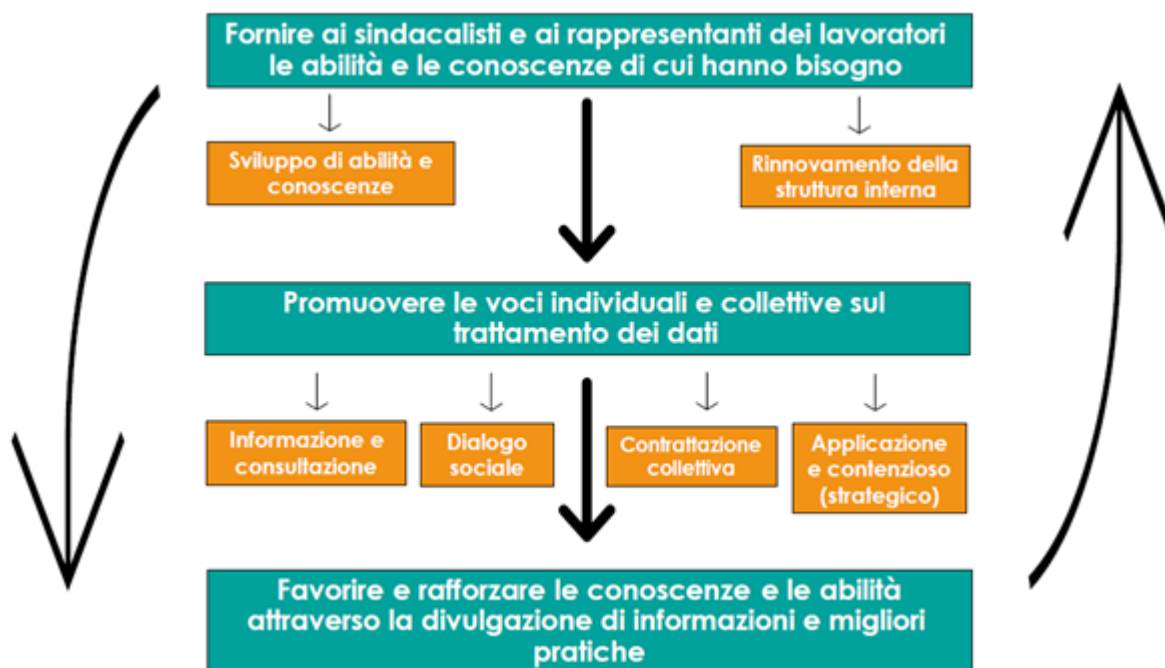 Fornire ai sindacalisti e ai rappresentanti dei lavoratori
le abilità e le conoscenze di cui hanno bisogno
Sviluppo di abilità e
conoscenze
Rinnovamento della
struttura interna
Promuovere le voci individuali e collettive sul
trattamento dei dati
Informazione e
consultazione
Dialogo
sociale
Contrattazione
collettiva
Applicazione
e contenzioso
(strategico)
Favorire e rafforzare le conoscenze e le abilità
attraverso la divulgazione di informazioni e migliori
pratiche